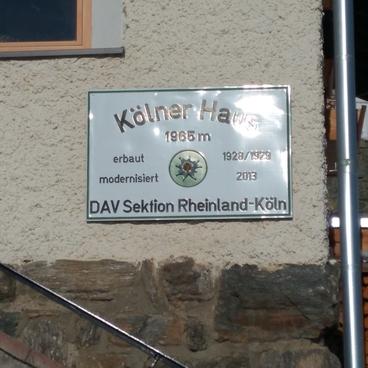 Kölner Haus
1965 m
erbaut 1928/1929
modernisiert 2013
DAV Sektion Rheinland-Köln